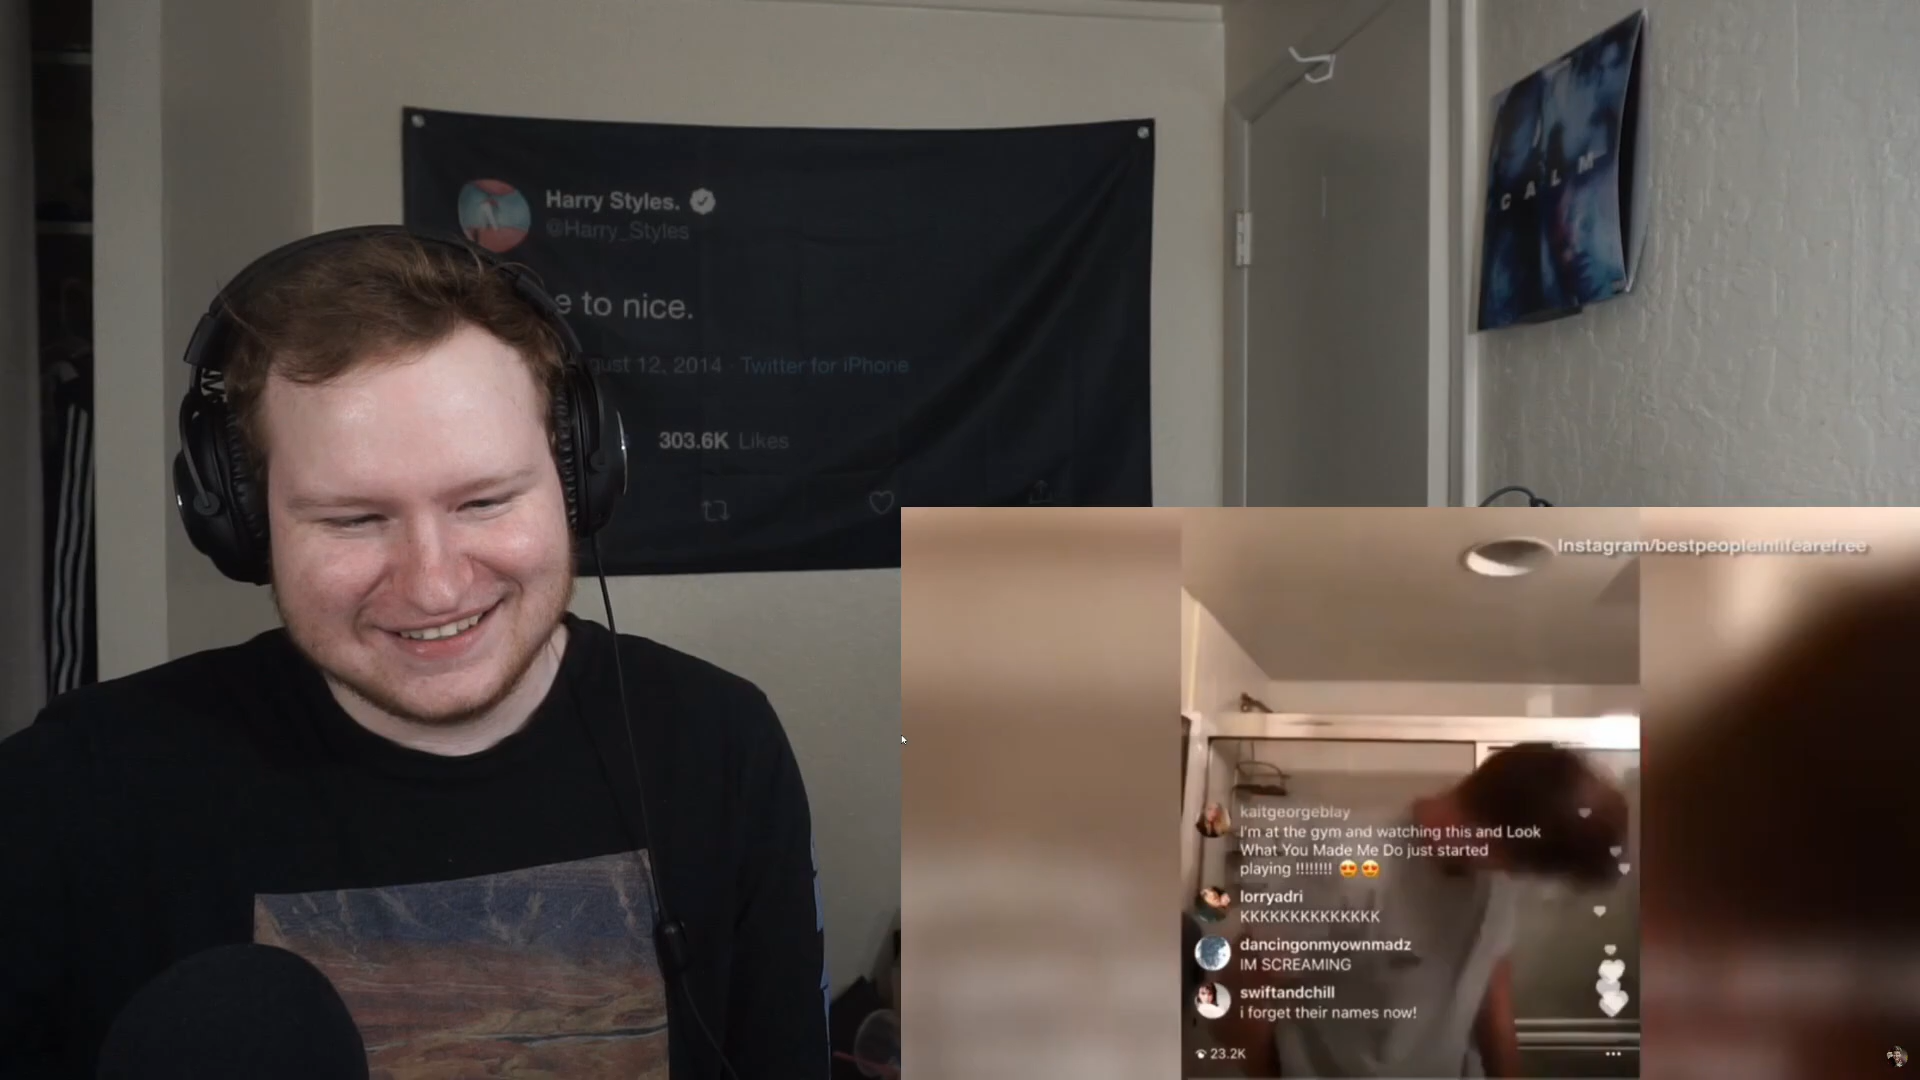 Harry Styles.
@Harry_Styles
e to nice.
gust 12, 2014 · Twitter for iPhone
303.6K Likes
CALM
Instagram/bestpeopleinlifearefree
kaitgeorgeblay
I'm at the gym and watching this and Look
What You Made Me Do just started
playing !!!!!!!! 😍😍
lorryadri
KKKKKKKKKKKKKK
dancingonmyownmadz
IM SCREAMING
swiftandchill
i forget their names now!
23.2K